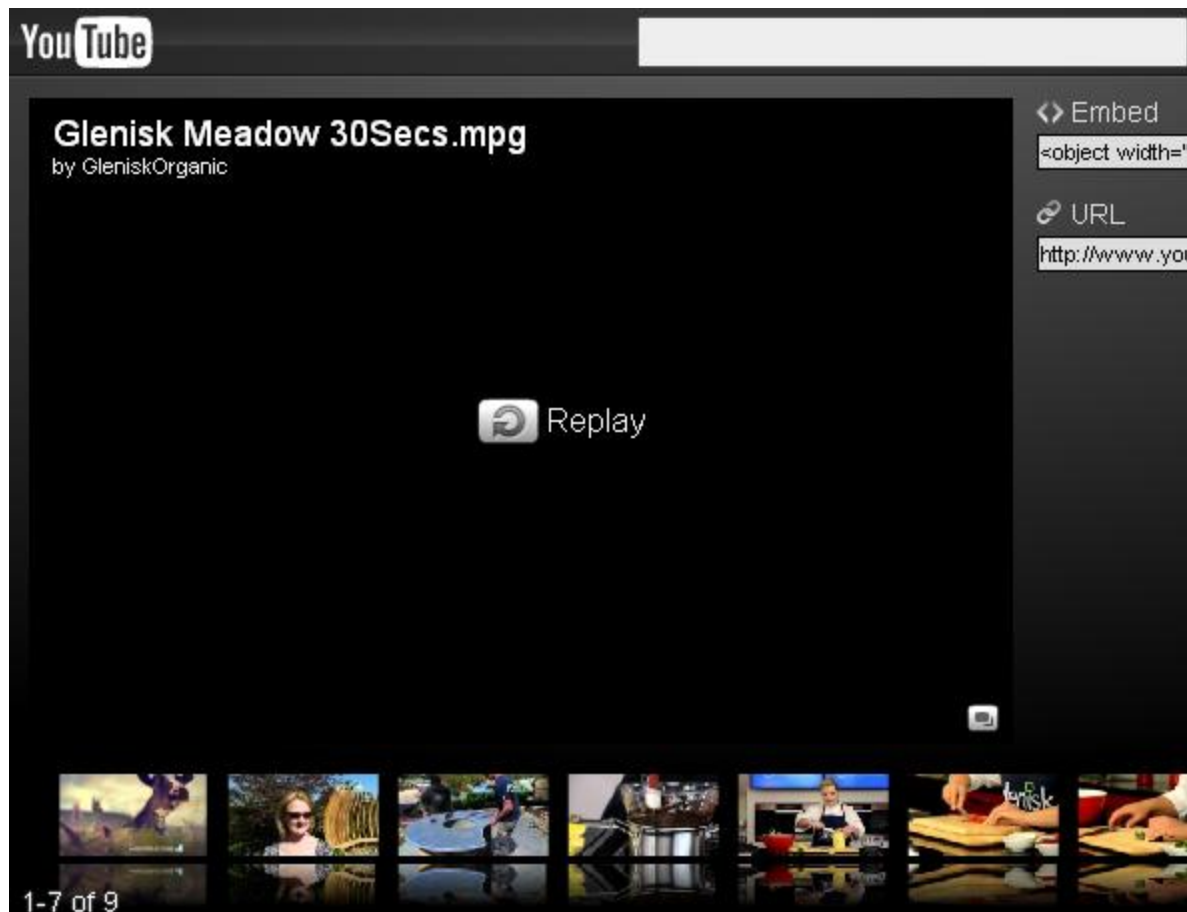 YouTube
Glenisk Meadow 30Secs.mpg
by GleniskOrganic
Embed
<object width="
URL
http://www.you
Replay
lenisk
1-7 of 9